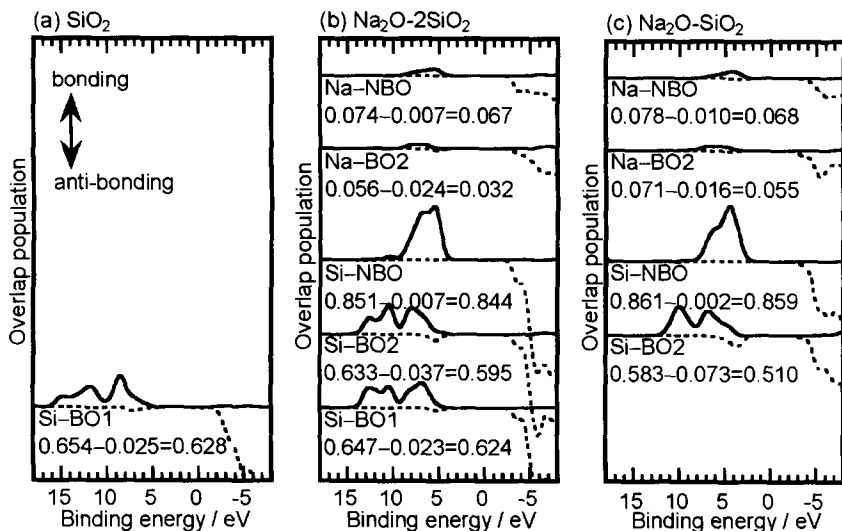 (a) SiO₂
bonding
anti-bonding
Overlap population
Si–BO1
0.654–0.025=0.628
15 10 5 0 -5
Binding energy / eV
(b) Na₂O-2SiO₂
Na–NBO
0.074–0.007=0.067
Na–BO2
0.056–0.024=0.032
Overlap population
Si–NBO
0.851–0.007=0.844
Si–BO2
0.633–0.037=0.595
Si–BO1
0.647–0.023=0.624
15 10 5 0 -5
Binding energy / eV
(c) Na₂O-SiO₂
Na–NBO
0.078–0.010=0.068
Na–BO2
0.071–0.016=0.055
Overlap population
Si–NBO
0.861–0.002=0.859
Si–BO2
0.583–0.073=0.510
15 10 5 0 -5
Binding energy / eV